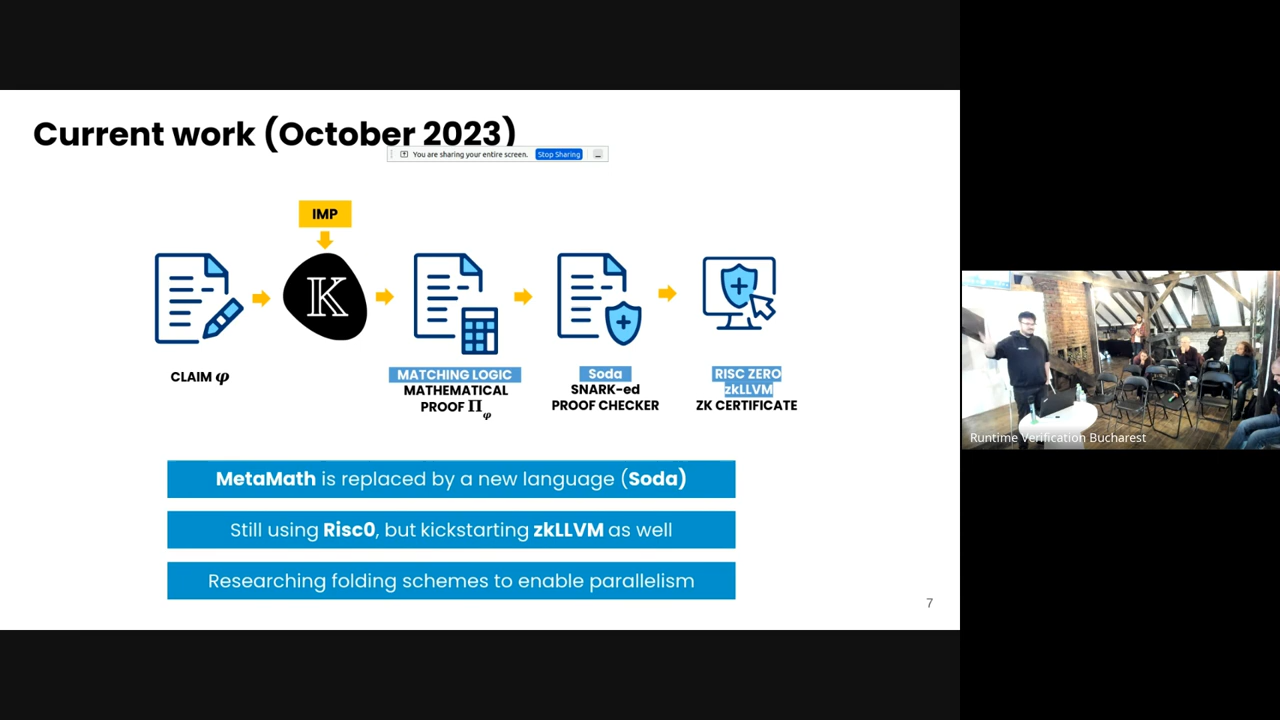 Current work (October 2023)
You are sharing your entire screen.
Stop Sharing
IMP
K
CLAIM φ
MATCHING LOGIC
MATHEMATICAL
PROOF Πφ
Soda
SNARK-ed
PROOF CHECKER
RISC ZERO
zkLLVM
ZK CERTIFICATE
MetaMath is replaced by a new language (Soda)
Still using Risc0, but kickstarting zkLLVM as well
Researching folding schemes to enable parallelism
7
Runtime Verification Bucharest